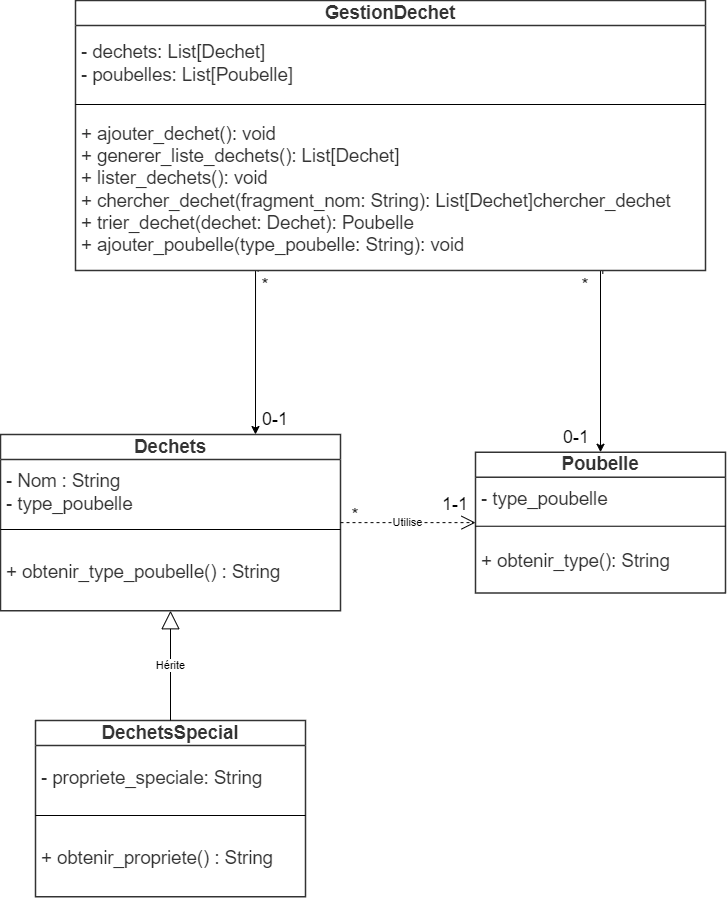 GestionDechet
- dechets: List[Dechet]
- poubelles: List[Poubelle]
+ ajouter_dechet(): void
+ generer_liste_dechets(): List[Dechet]
+ lister_dechets(): void
+ chercher_dechet(fragment_nom: String): List[Dechet]chercher_dechet
+ trier_dechet(dechet: Dechet): Poubelle
+ ajouter_poubelle(type_poubelle: String): void
*
*
0-1
0-1
Dechets
- Nom : String
- type_poubelle
+ obtenir_type_poubelle() : String
*
Utilise
1-1
Poubelle
- type_poubelle
+ obtenir_type(): String
Hérite
DechetsSpecial
- propriete_speciale: String
+ obtenir_propriete() : String